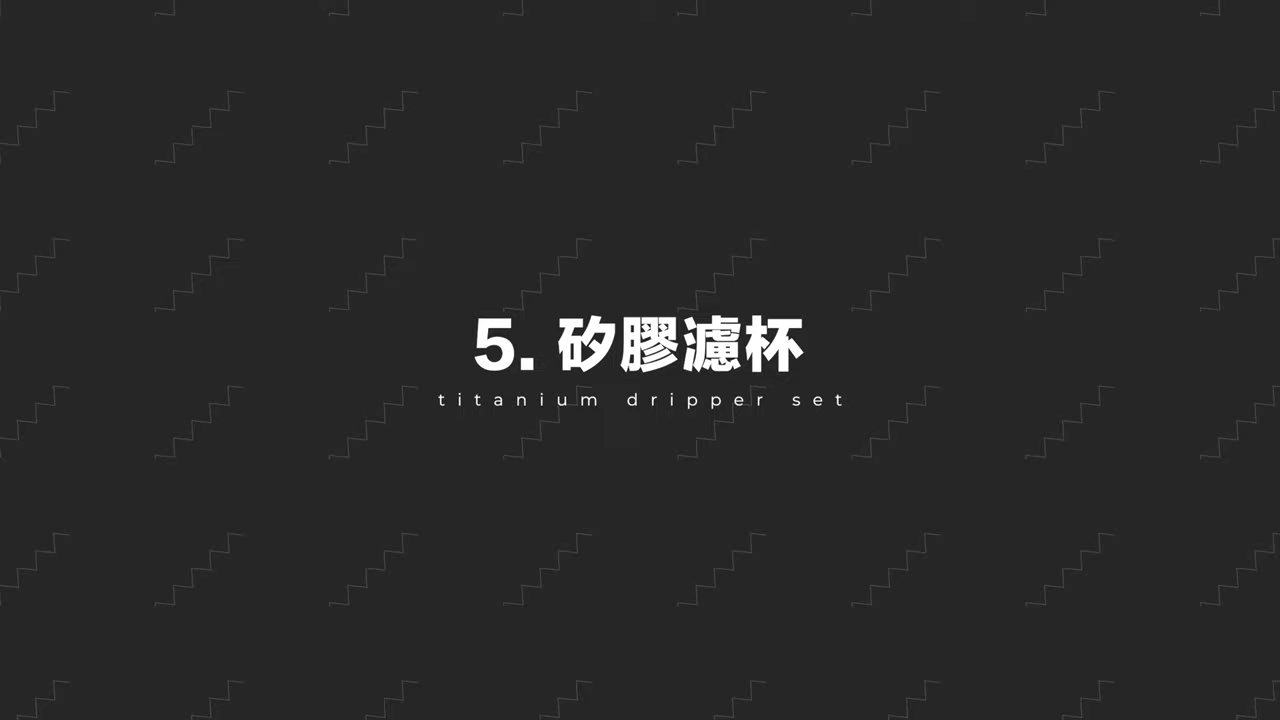 5. 矽膠濾杯
titanium dripper set